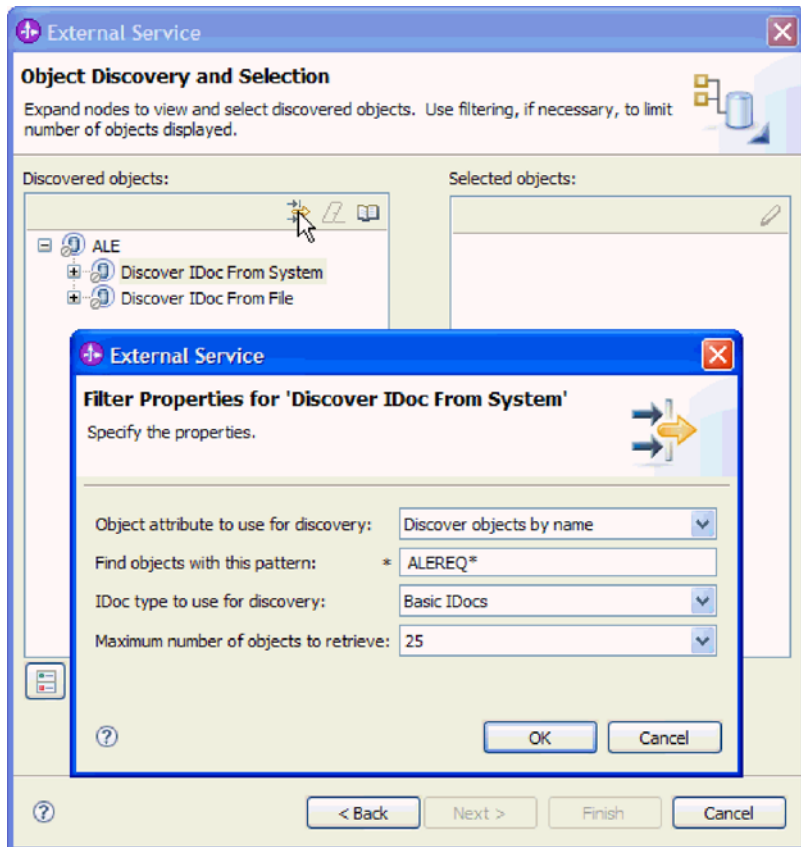 External Service
Object Discovery and Selection
Expand nodes to view and select discovered objects. Use filtering, if necessary, to limit
number of objects displayed.
Discovered objects:
Selected objects:
ALE
Discover IDoc From System
Discover IDoc From File
External Service
Filter Properties for 'Discover IDoc From System'
Specify the properties.
Object attribute to use for discovery: Discover objects by name
Find objects with this pattern: * ALEREQ*
IDoc type to use for discovery: Basic IDocs
Maximum number of objects to retrieve: 25
? OK Cancel
? < Back Next > Finish Cancel